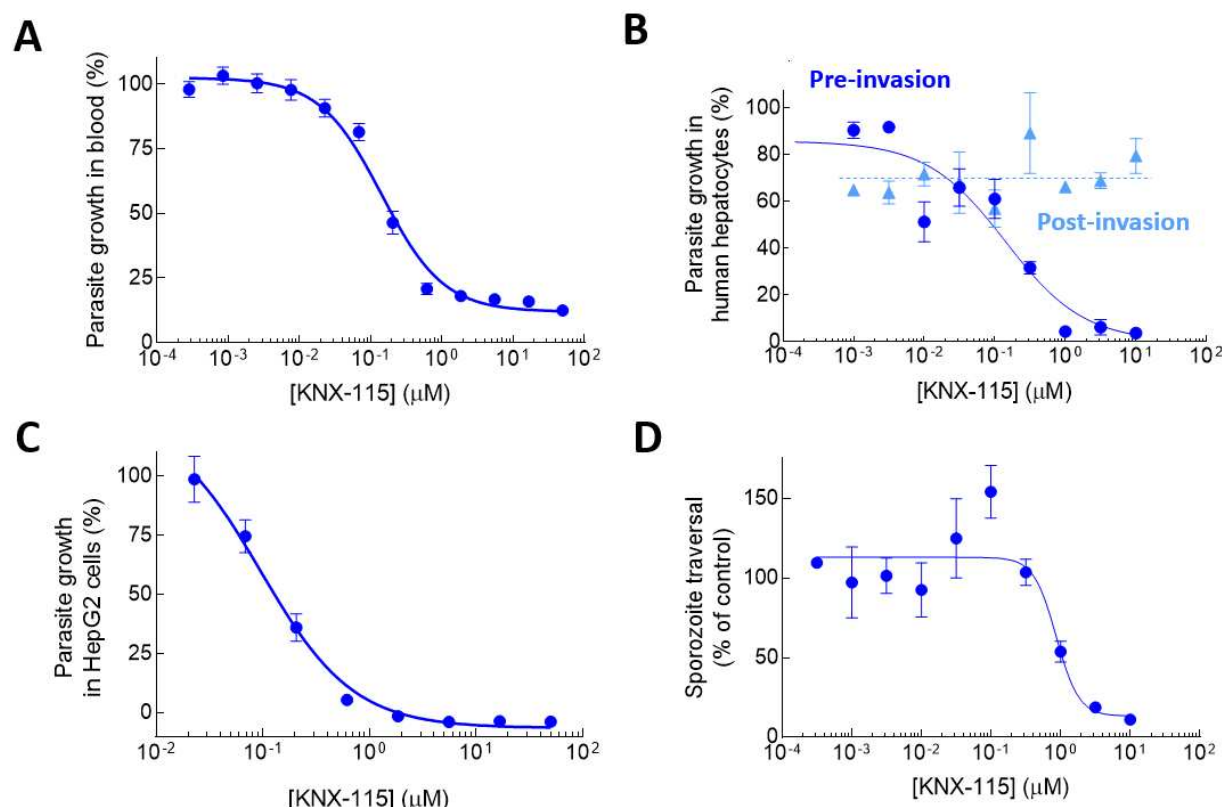 A
Parasite growth in blood (%)
100
75
50
25
0
10⁻⁴ 10⁻³ 10⁻² 10⁻¹ 10⁰ 10¹ 10²
[KNX-115] (μM)
B
Pre-invasion
Post-invasion
Parasite growth in
human hepatocytes (%)
100
80
60
40
20
0
10⁻⁴ 10⁻³ 10⁻² 10⁻¹ 10⁰ 10¹ 10²
[KNX-115] (μM)
C
Parasite growth
in HepG2 cells (%)
100
75
50
25
0
10⁻² 10⁻¹ 10⁰ 10¹ 10²
[KNX-115] (μM)
D
Sporozoite traversal
(% of control)
150
100
50
0
10⁻⁴ 10⁻³ 10⁻² 10⁻¹ 10⁰ 10¹ 10²
[KNX-115] (μM)